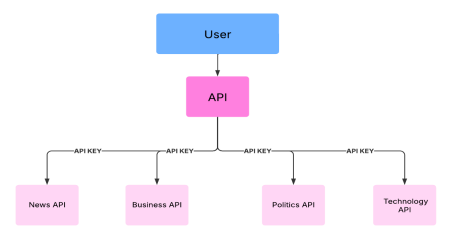 User
API
API KEY
API KEY
API KEY
API KEY
News API
Business API
Politics API
Technology
API